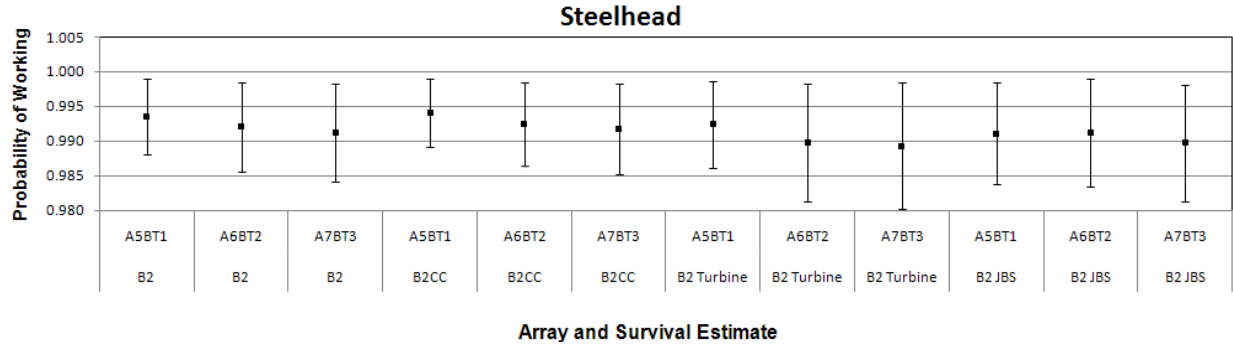 Steelhead
Probability of Working
1.005
1.000
0.995
0.990
0.985
0.980
A5BT1 A6BT2 A7BT3 A5BT1 A6BT2 A7BT3 A5BT1 A6BT2 A7BT3 A5BT1 A6BT2 A7BT3
B2 B2 B2 B2CC B2CC B2CC B2 Turbine B2 Turbine B2 Turbine B2 JBS B2 JBS B2 JBS
Array and Survival Estimate